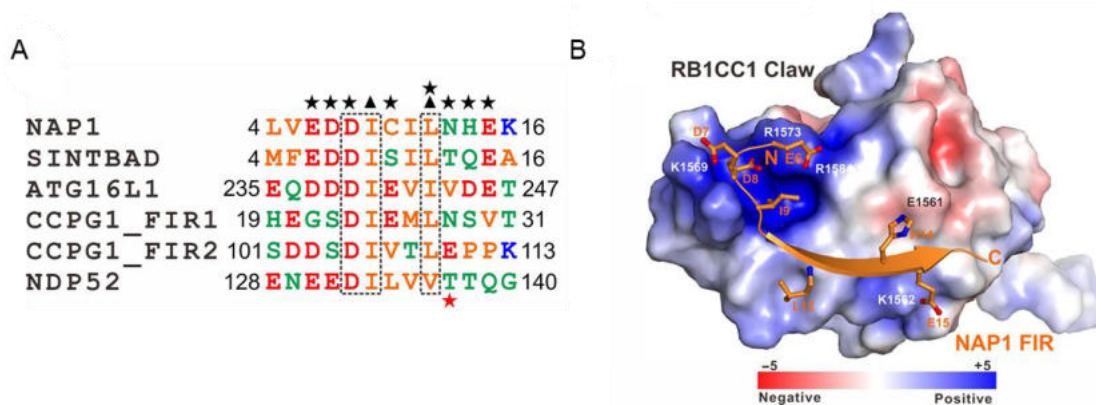 A
NAP1 4 LVEDDICILNHEK 16
SINTBAD 4 MFEDDISILTQEA 16
ATG16L1 235 EQDDDIEVIVDET 247
CCPG1_FIR1 19 HEGSDIEMLNSVT 31
CCPG1_FIR2 101 SDDSDIVTLEPPK 113
NDP52 128 ENEEDILVVTTQG 140
B
RB1CC1 Claw
D7
R1573
N
E6
K1569
D8
I9
E1561
C
K1562
E15
NAP1 FIR
−5
+5
Negative
Positive